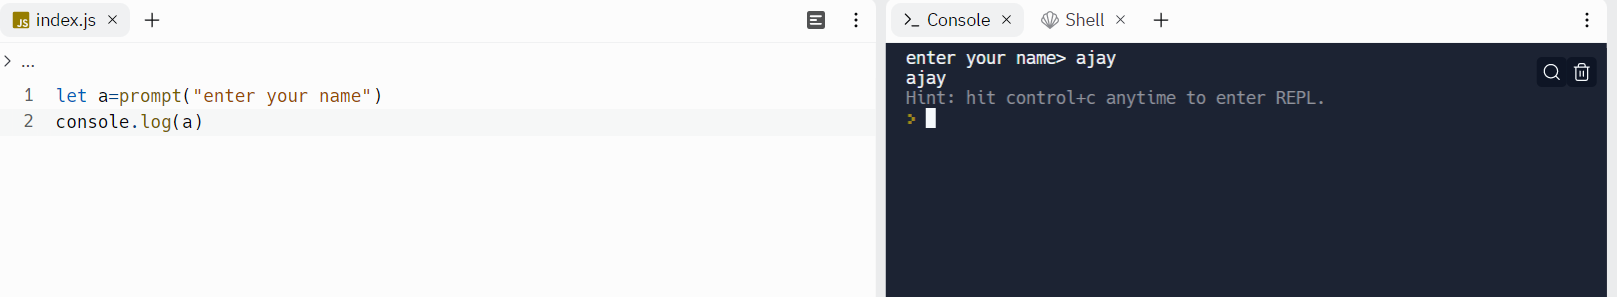 JS index.js × +
> ...
1 let a=prompt("enter your name")
2 console.log(a)
>_ Console × Shell × +
enter your name> ajay
ajay
Hint: hit control+c anytime to enter REPL.
>